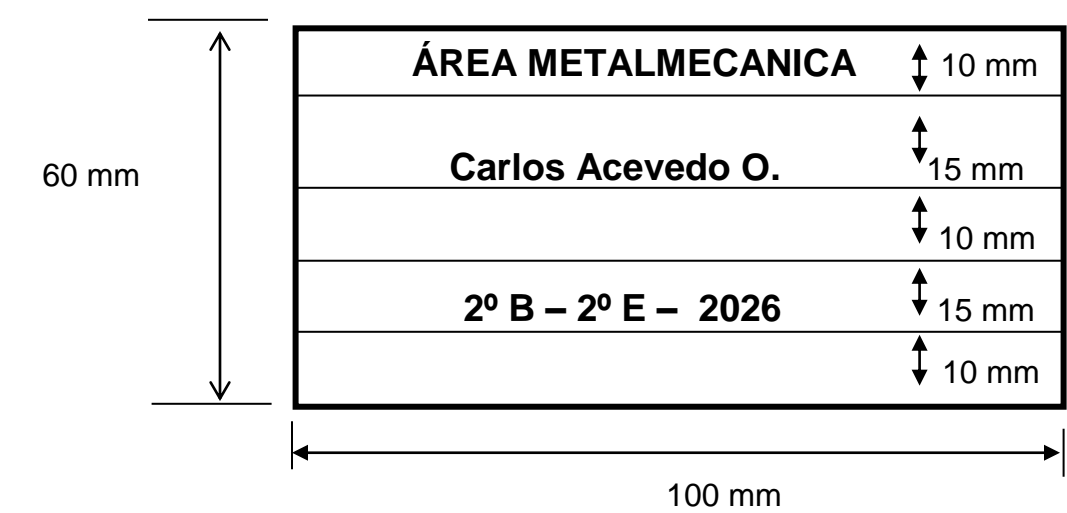 ÁREA METALMECANICA
10 mm
60 mm
Carlos Acevedo O.
15 mm
10 mm
2º B – 2º E – 2026
15 mm
10 mm
100 mm